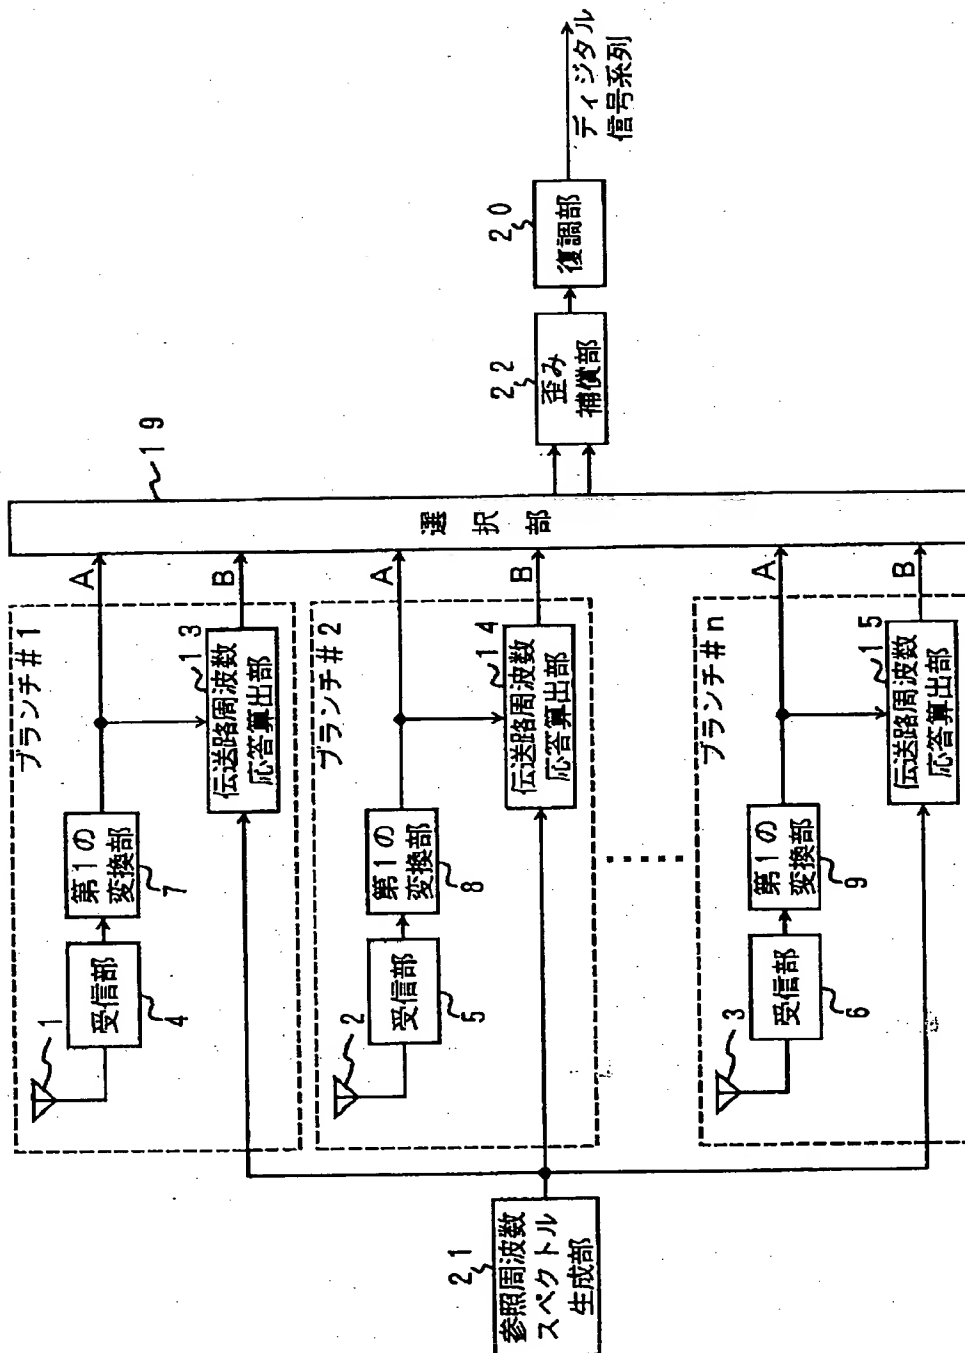 ブランチ#1
1
受信部
4
第1の
変換部
7
A
伝送路周波数
応答算出部
13
B
ブランチ#2
2
受信部
5
第1の
変換部
8
A
伝送路周波数
応答算出部
14
B
ブランチ#n
3
受信部
6
第1の
変換部
9
A
伝送路周波数
応答算出部
15
B
21
参照周波数
スペクトル
生成部
19
選択部
22
歪み
補償部
20
復調部
ディジタル
信号系列